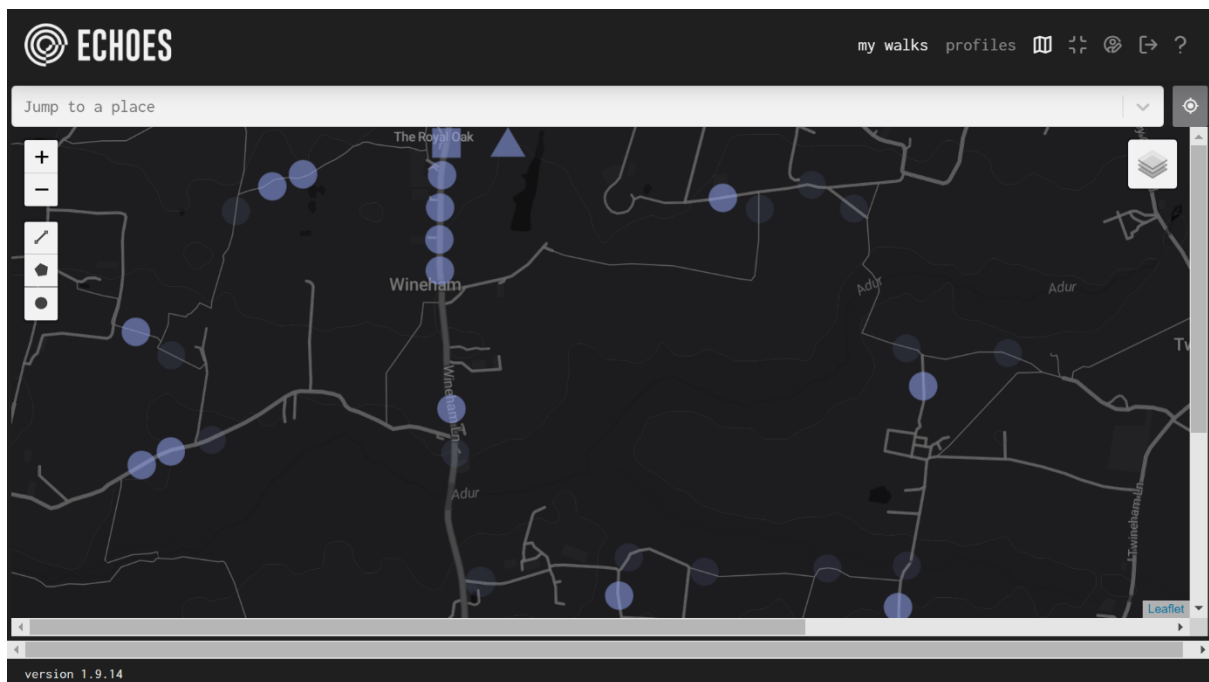 ECHOES
my walks profiles ?
Jump to a place
The Royal Oak
+
−
Wineham
Adur
Adur
Wineham Ln
Adur
Twineham Ln
Leaflet
version 1.9.14